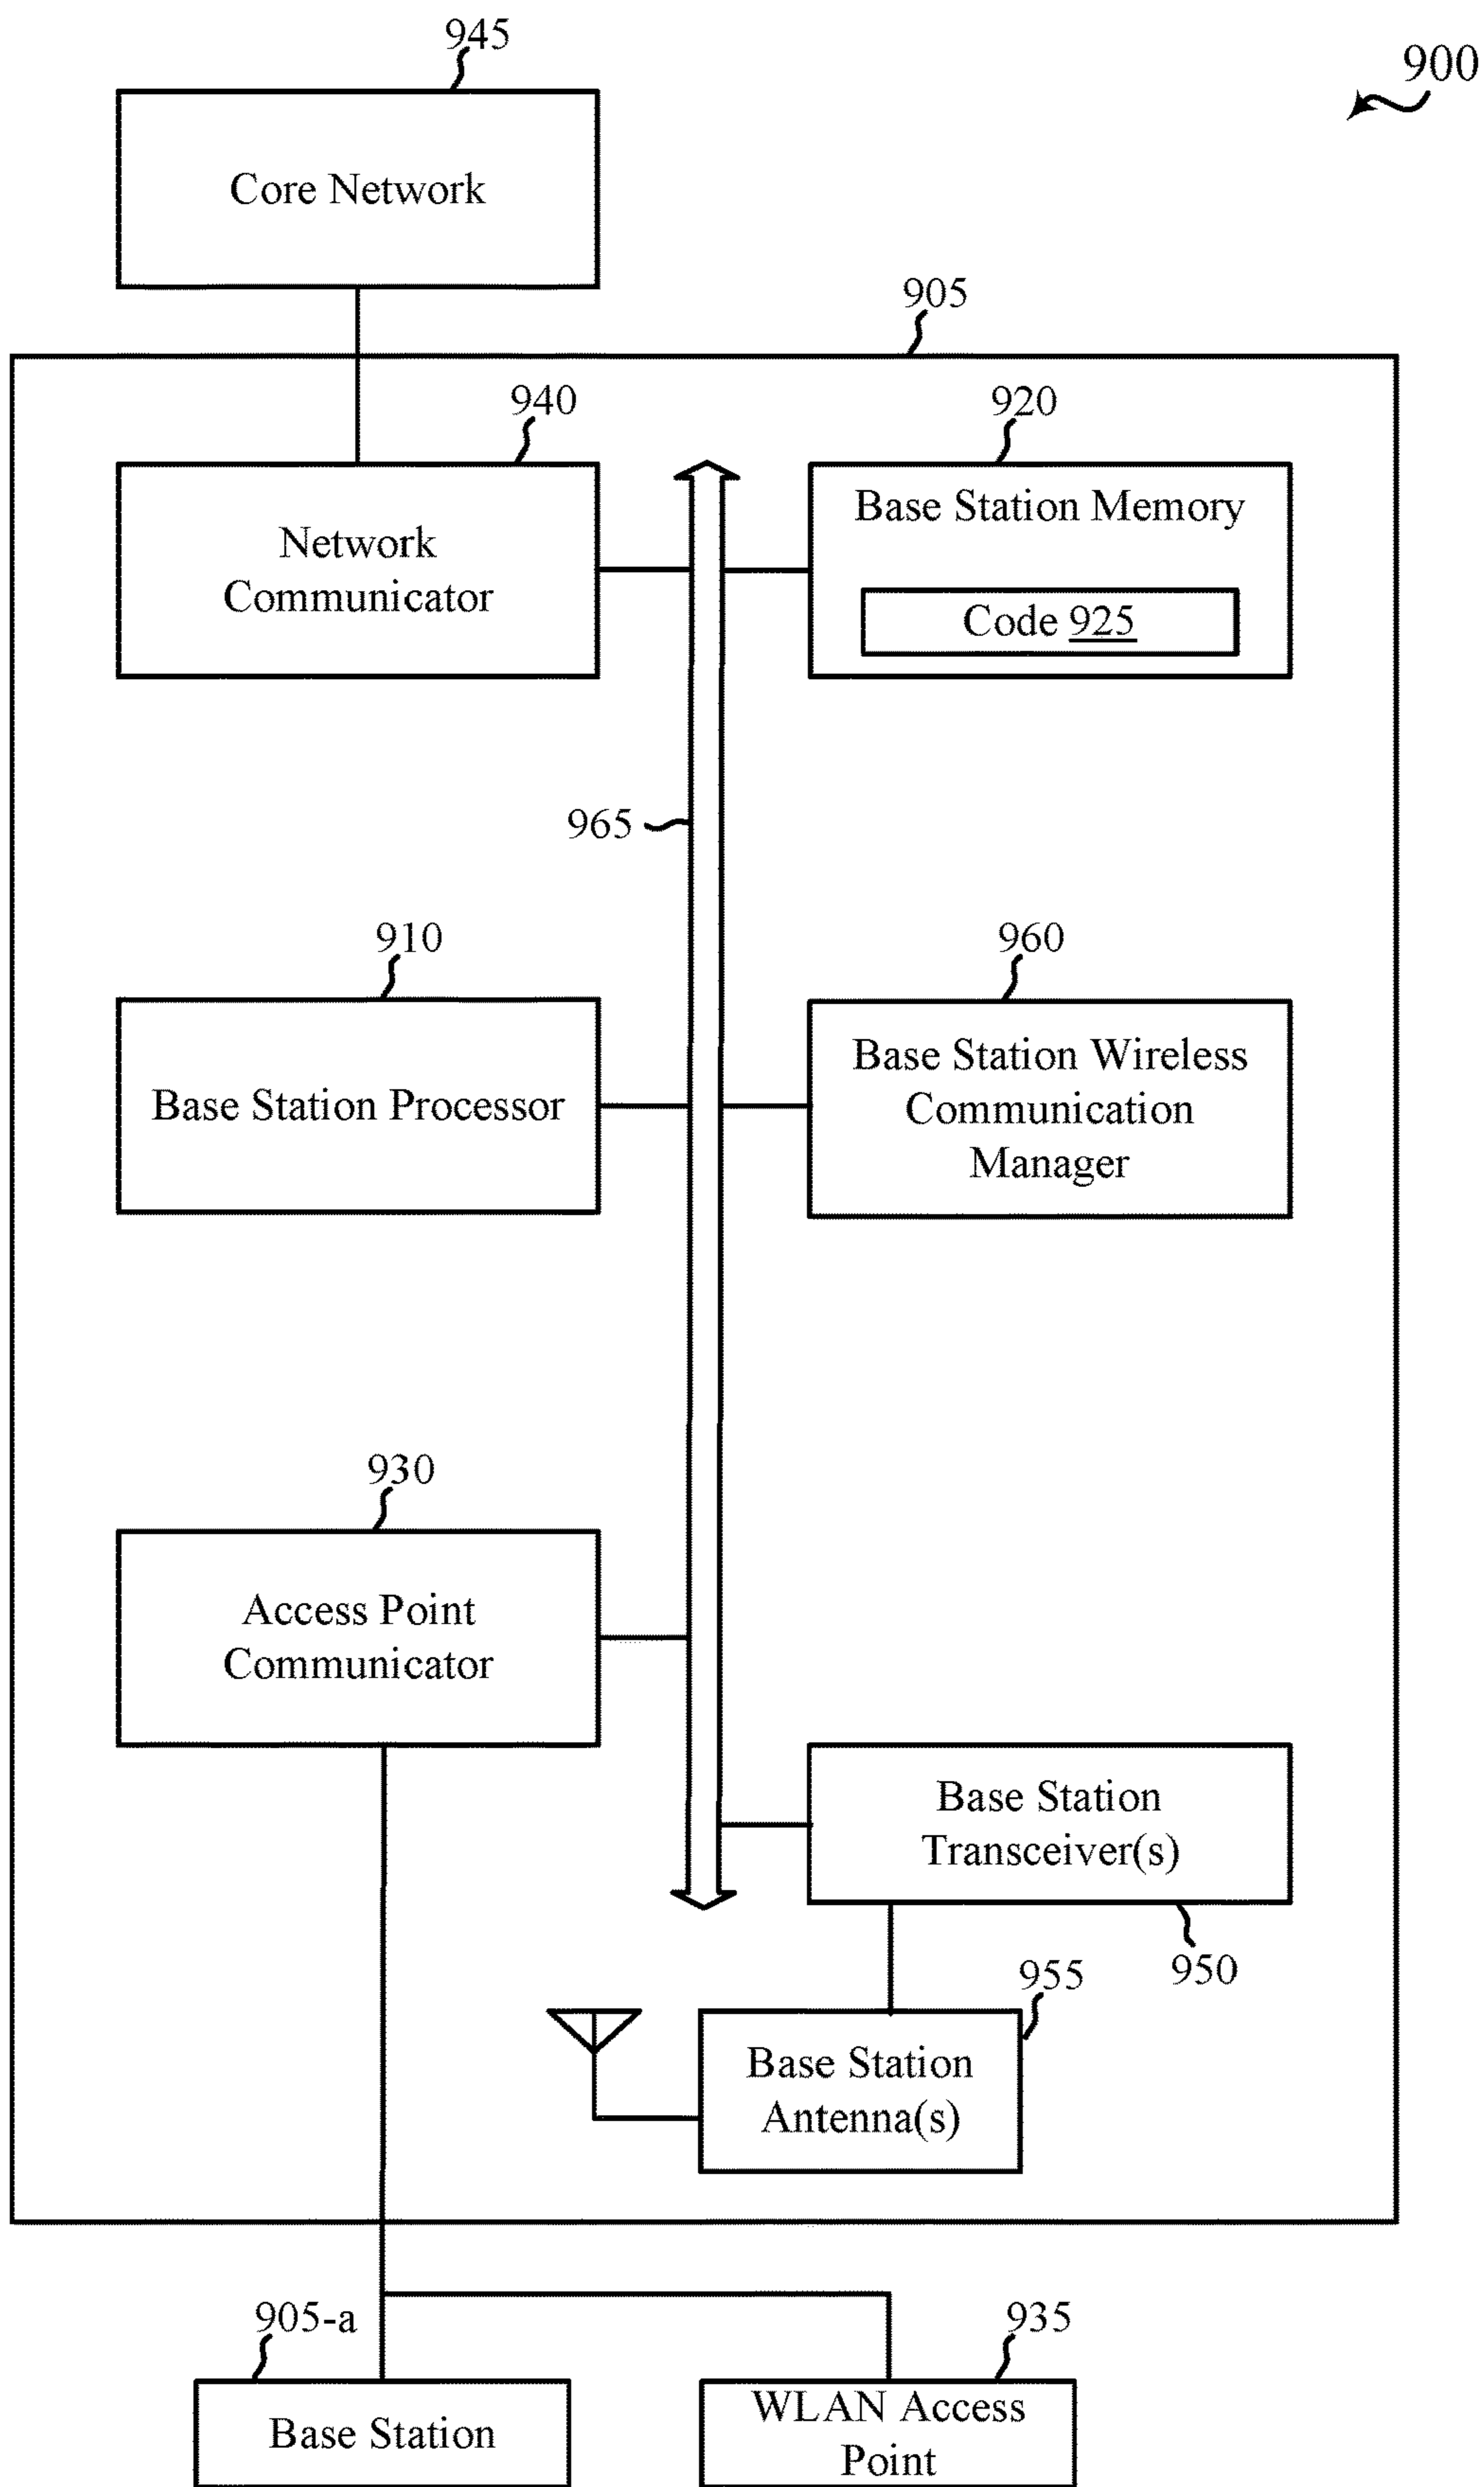 945
900
Core Network
905
940
920
Network
Communicator
Base Station Memory
Code 925
965
910
960
Base Station Processor
Base Station Wireless
Communication
Manager
930
Access Point
Communicator
Base Station
Transceiver(s)
950
955
Base Station
Antenna(s)
905-a
935
Base Station
WLAN Access
Point